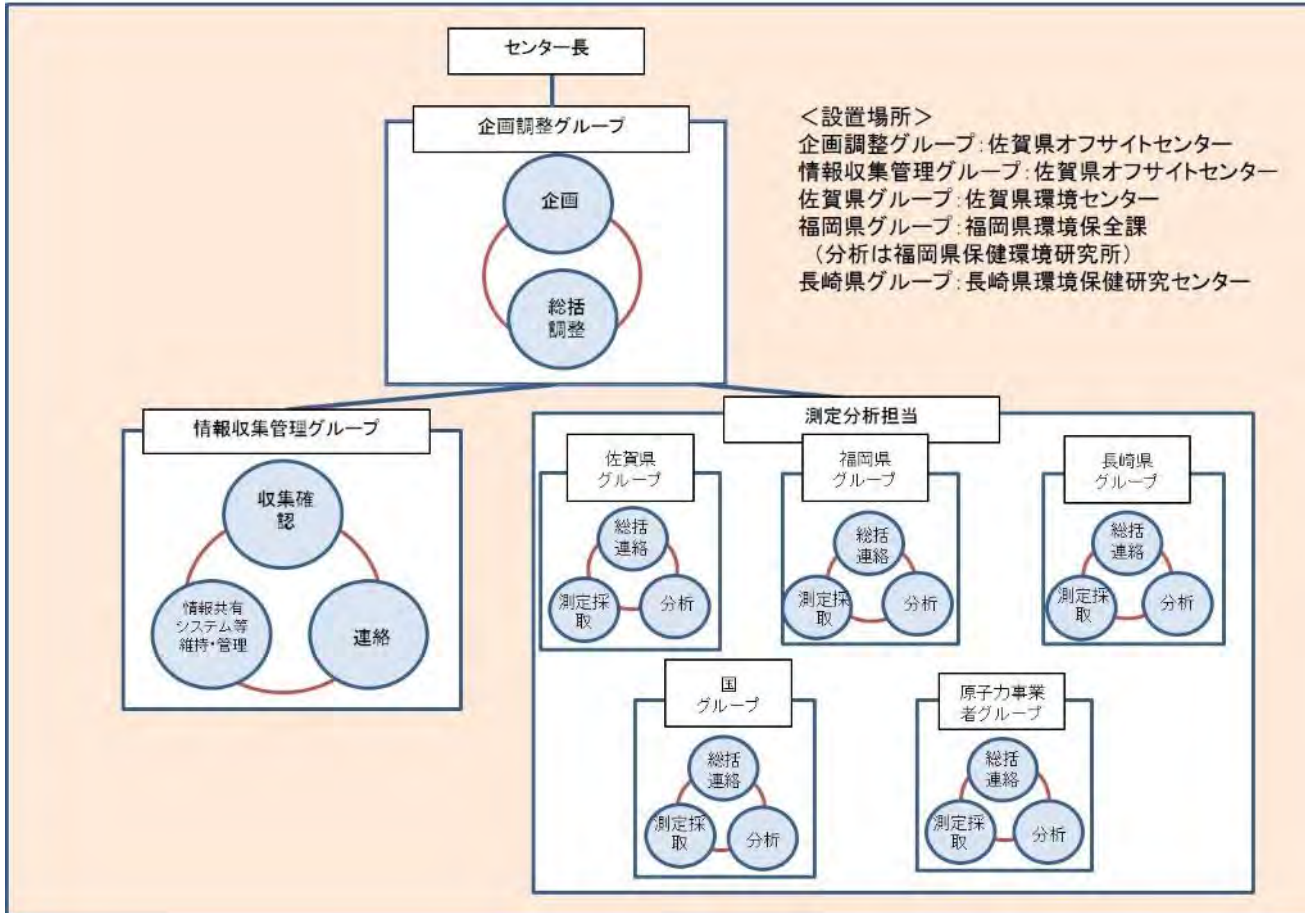 センター長
企画調整グループ
企画
総括
調整
＜設置場所＞
企画調整グループ：佐賀県オフサイトセンター
情報収集管理グループ：佐賀県オフサイトセンター
佐賀県グループ：佐賀県環境センター
福岡県グループ：福岡県環境保全課
（分析は福岡県保健環境研究所）
長崎県グループ：長崎県環境保健研究センター
情報収集管理グループ
収集確
認
情報共有
システム等
維持・管理
連絡
測定分析担当
佐賀県
グループ
総括
連絡
測定採
取
分析
福岡県
グループ
総括
連絡
測定採
取
分析
長崎県
グループ
総括
連絡
測定採
取
分析
国
グループ
総括
連絡
測定採
取
分析
原子力事業
者グループ
総括
連絡
測定採
取
分析